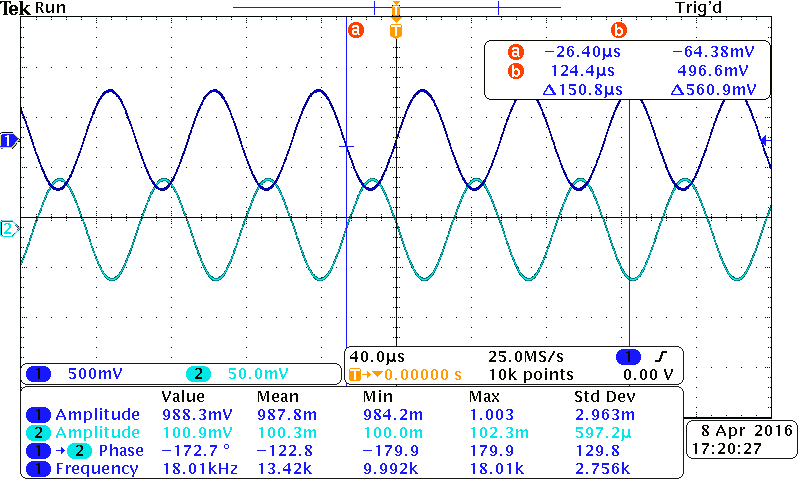 Tek Run Trig'd
a b
T
a −26.40µs −64.38mV
b 124.4µs 496.6mV
Δ150.8µs Δ560.9mV
1
2
1 500mV 2 50.0mV
40.0µs 25.0MS/s 1
T→▼0.00000 s 10k points 0.00 V
Value Mean Min Max Std Dev
1 Amplitude 988.3mV 987.8m 984.2m 1.003 2.963m
2 Amplitude 100.9mV 100.3m 100.0m 102.3m 597.2µ
1 → 2 Phase −172.7 ° −122.8 −179.9 179.9 129.8
1 Frequency 18.01kHz 13.42k 9.992k 18.01k 2.756k
8 Apr 2016
17:20:27